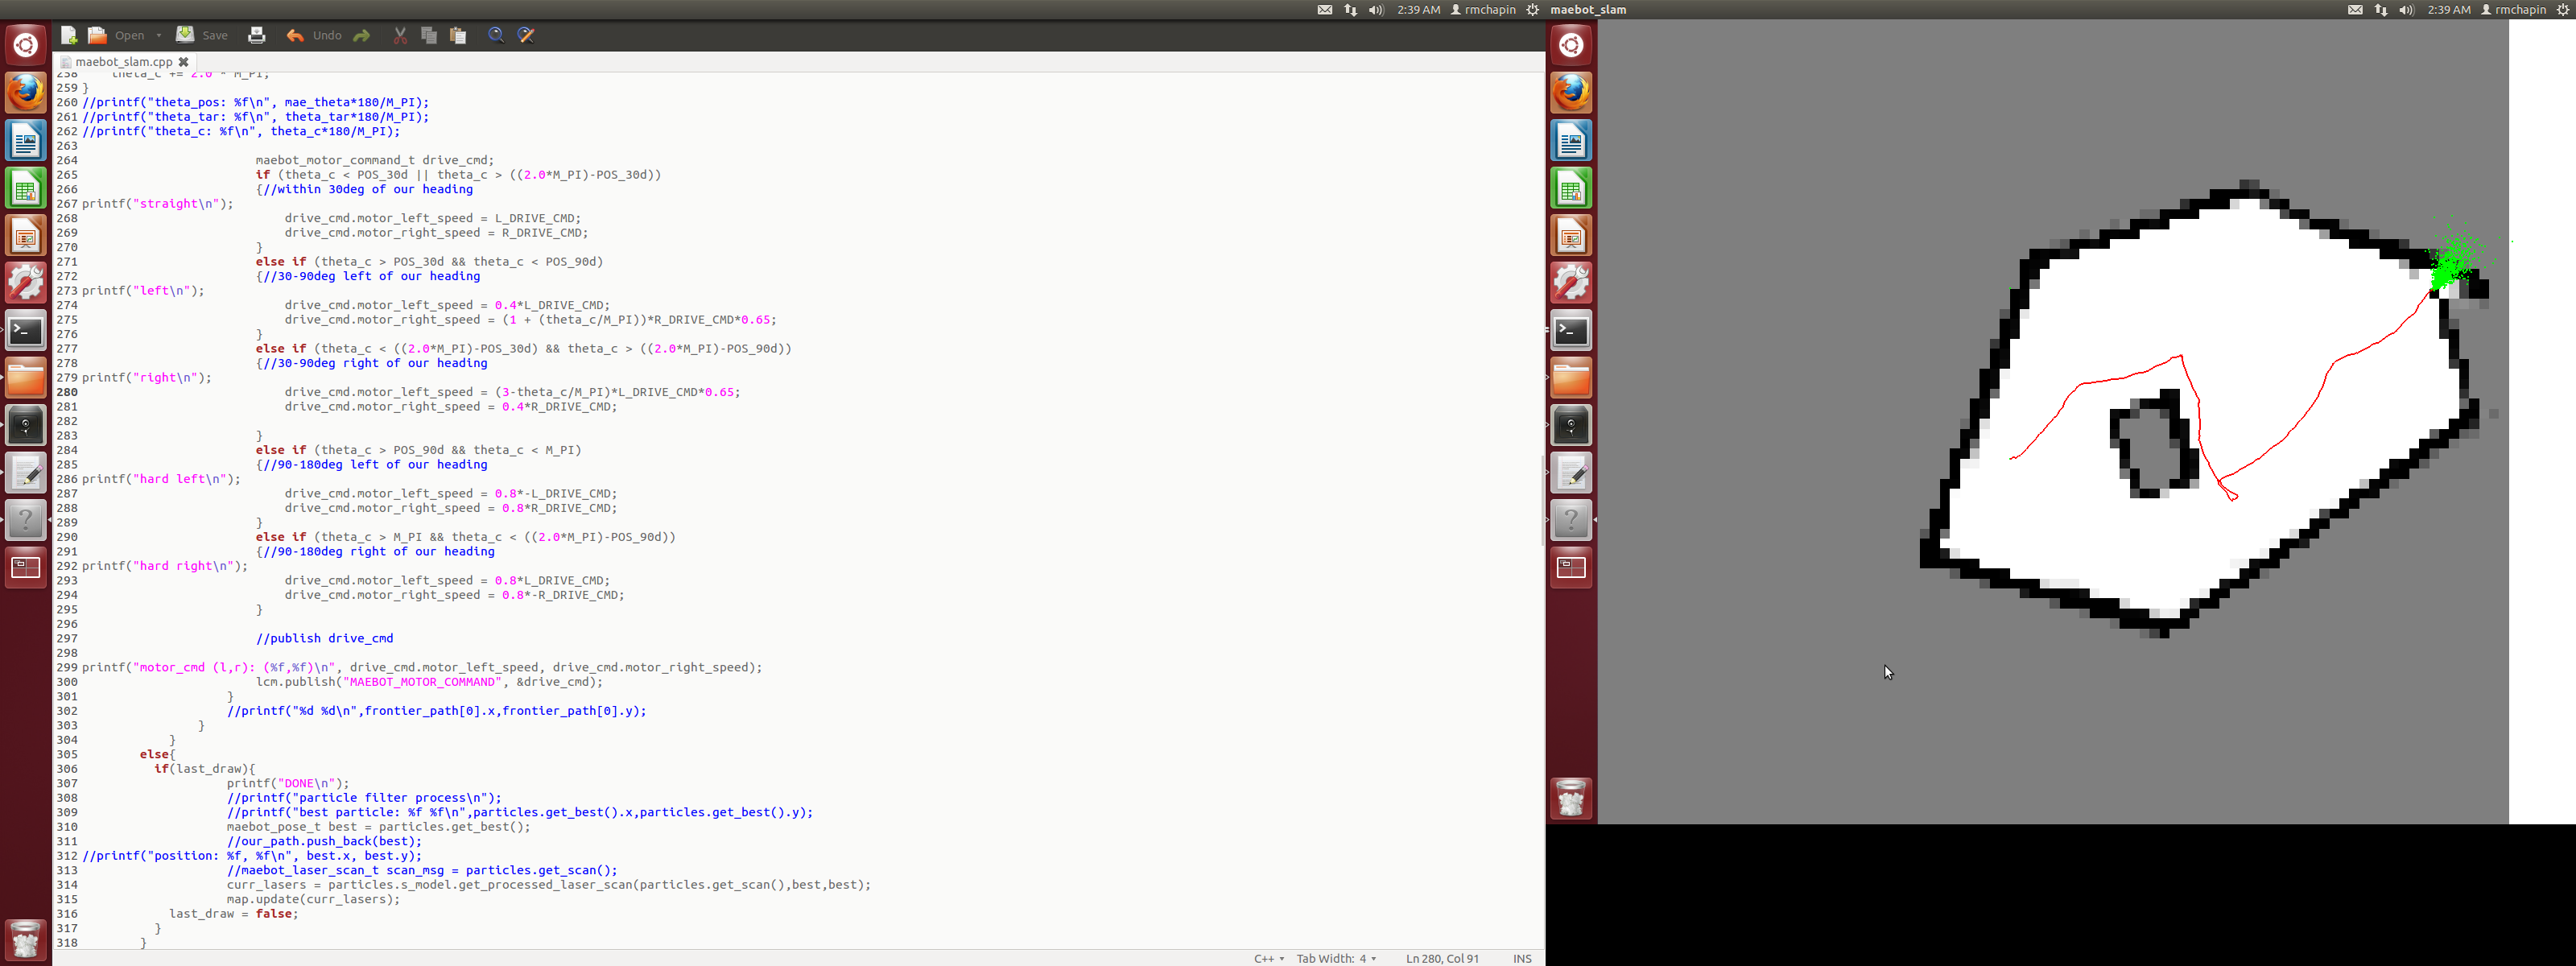 2:39 AM rmchapin
maebot_slam 2:39 AM rmchapin
Open Save Undo
maebot_slam.cpp
258 theta_c += 2.0 * M_PI;
259 }
260 //printf("theta_pos: %f\n", mae_theta*180/M_PI);
261 //printf("theta_tar: %f\n", theta_tar*180/M_PI);
262 //printf("theta_c: %f\n", theta_c*180/M_PI);
263
264 maebot_motor_command_t drive_cmd;
265 if (theta_c < POS_30d || theta_c > ((2.0*M_PI)-POS_30d))
266 {//within 30deg of our heading
267 printf("straight\n");
268 drive_cmd.motor_left_speed = L_DRIVE_CMD;
269 drive_cmd.motor_right_speed = R_DRIVE_CMD;
270 }
271 else if (theta_c > POS_30d && theta_c < POS_90d)
272 {//30-90deg left of our heading
273 printf("left\n");
274 drive_cmd.motor_left_speed = 0.4*L_DRIVE_CMD;
275 drive_cmd.motor_right_speed = (1 + (theta_c/M_PI))*R_DRIVE_CMD*0.65;
276 }
277 else if (theta_c < ((2.0*M_PI)-POS_30d) && theta_c > ((2.0*M_PI)-POS_90d))
278 {//30-90deg right of our heading
279 printf("right\n");
280 drive_cmd.motor_left_speed = (3-theta_c/M_PI)*L_DRIVE_CMD*0.65;
281 drive_cmd.motor_right_speed = 0.4*R_DRIVE_CMD;
282
283 }
284 else if (theta_c > POS_90d && theta_c < M_PI)
285 {//90-180deg left of our heading
286 printf("hard left\n");
287 drive_cmd.motor_left_speed = 0.8*-L_DRIVE_CMD;
288 drive_cmd.motor_right_speed = 0.8*R_DRIVE_CMD;
289 }
290 else if (theta_c > M_PI && theta_c < ((2.0*M_PI)-POS_90d))
291 {//90-180deg right of our heading
292 printf("hard right\n");
293 drive_cmd.motor_left_speed = 0.8*L_DRIVE_CMD;
294 drive_cmd.motor_right_speed = 0.8*-R_DRIVE_CMD;
295 }
296
297 //publish drive_cmd
298
299 printf("motor_cmd (l,r): (%f,%f)\n", drive_cmd.motor_left_speed, drive_cmd.motor_right_speed);
300 lcm.publish("MAEBOT_MOTOR_COMMAND", &drive_cmd);
301 }
302 //printf("%d %d\n",frontier_path[0].x,frontier_path[0].y);
303 }
304 }
305 else{
306 if(last_draw){
307 printf("DONE\n");
308 //printf("particle filter process\n");
309 //printf("best particle: %f %f\n",particles.get_best().x,particles.get_best().y);
310 maebot_pose_t best = particles.get_best();
311 //our_path.push_back(best);
312 //printf("position: %f, %f\n", best.x, best.y);
313 //maebot_laser_scan_t scan_msg = particles.get_scan();
314 curr_lasers = particles.s_model.get_processed_laser_scan(particles.get_scan(),best,best);
315 map.update(curr_lasers);
316 last_draw = false;
317 }
318 }
C++ Tab Width: 4 Ln 280, Col 91 INS